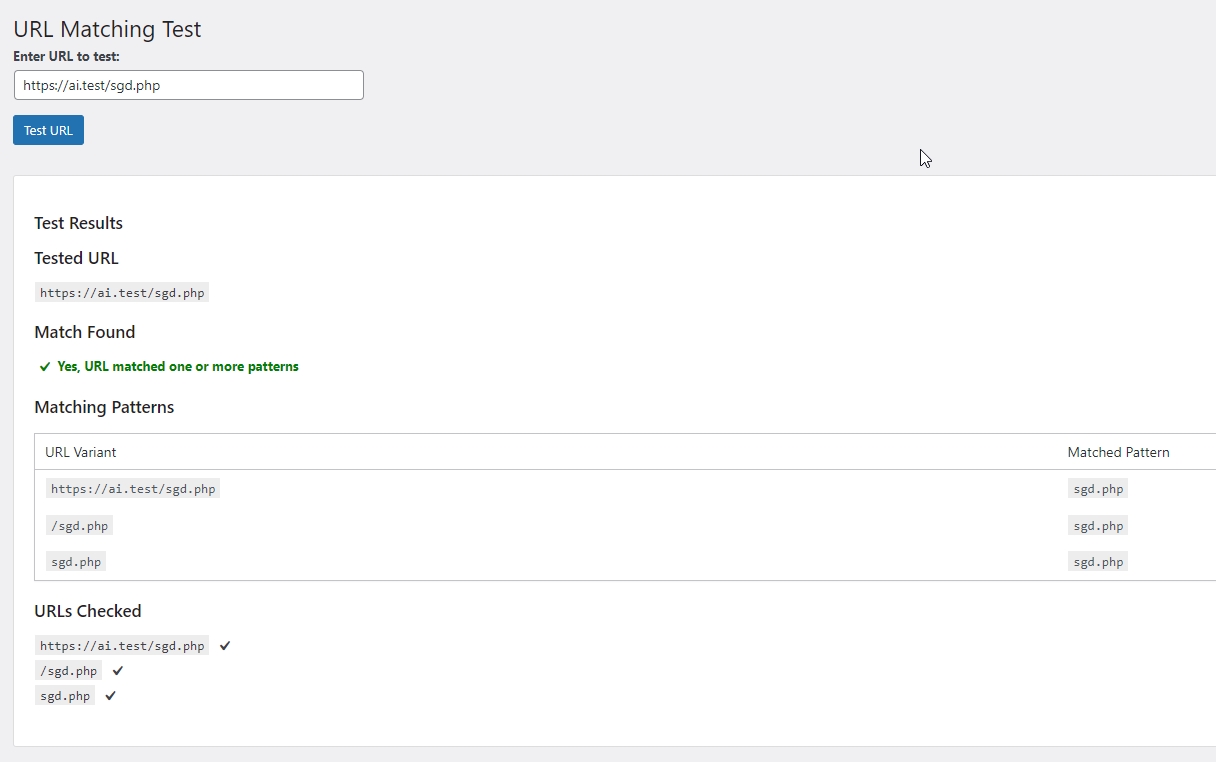 URL Matching Test
Enter URL to test:
https://ai.test/sgd.php
Test URL
Test Results
Tested URL
https://ai.test/sgd.php
Match Found
✔ Yes, URL matched one or more patterns
Matching Patterns
URL Variant Matched Pattern
https://ai.test/sgd.php sgd.php
/sgd.php sgd.php
sgd.php sgd.php
URLs Checked
https://ai.test/sgd.php ✔
/sgd.php ✔
sgd.php ✔